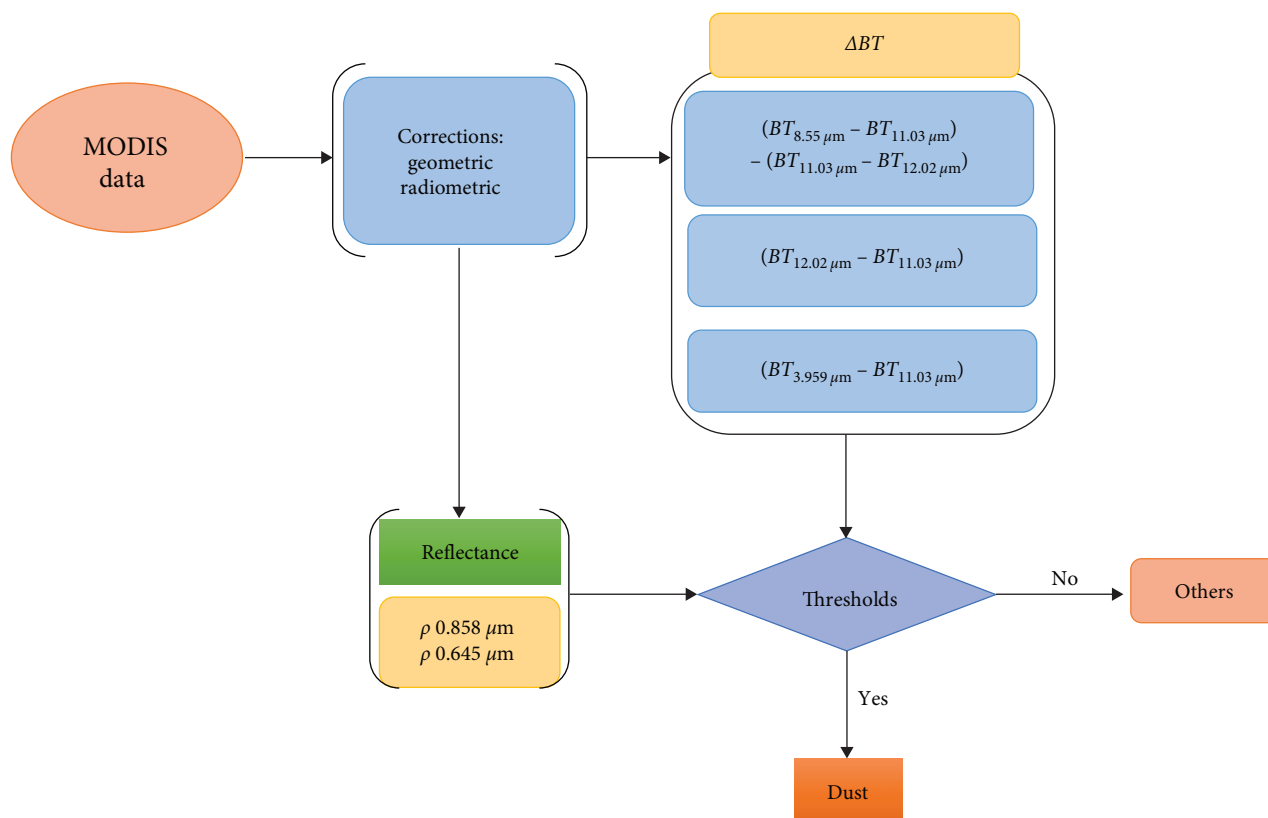 MODIS
data
Corrections:
geometric
radiometric
ΔBT
(BT8.55 μm – BT11.03 μm)
– (BT11.03 μm – BT12.02 μm)
(BT12.02 μm – BT11.03 μm)
(BT3.959 μm – BT11.03 μm)
Reflectance
ρ 0.858 μm
ρ 0.645 μm
Thresholds
No
Others
Yes
Dust